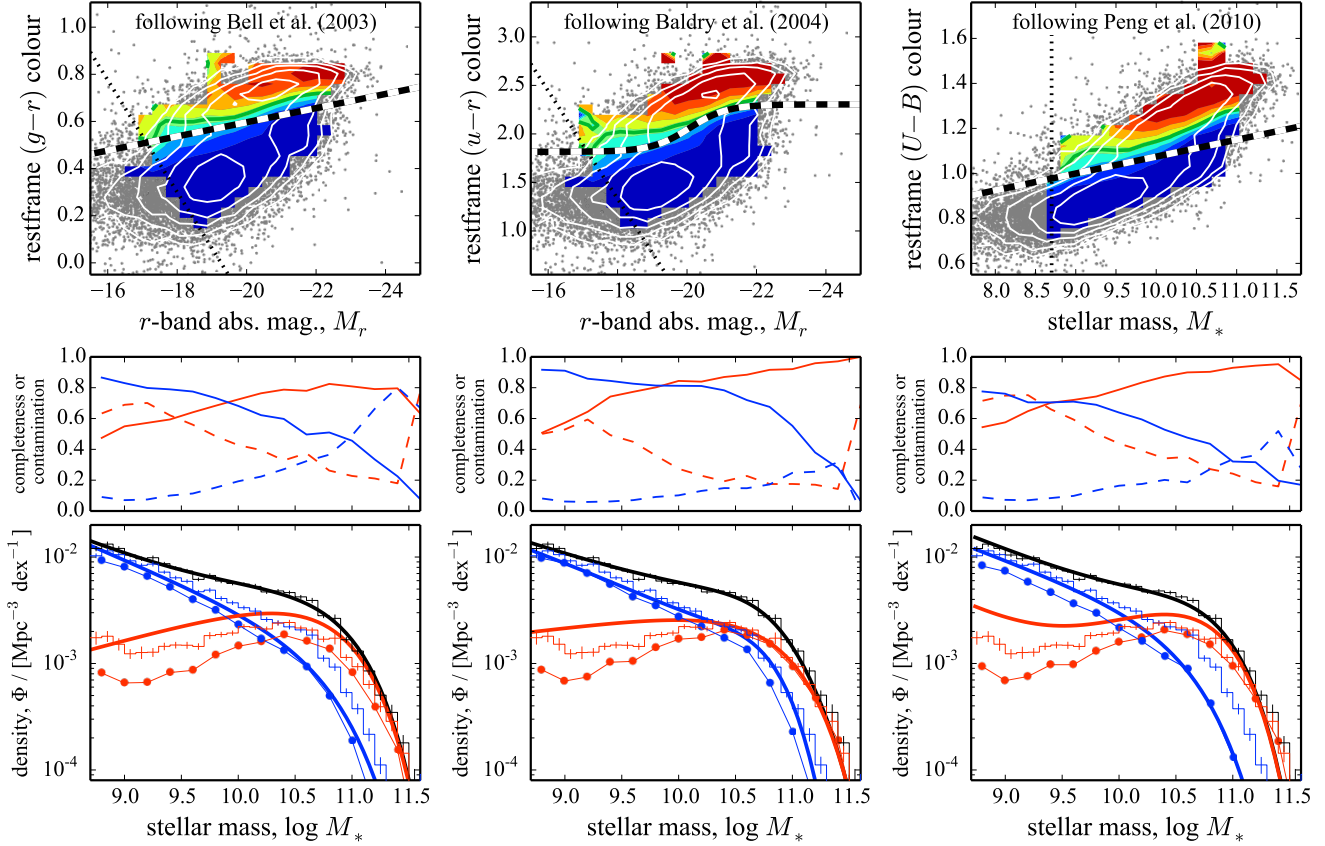 following Bell et al. (2003)
restframe (g−r) colour
1.0
0.8
0.6
0.4
0.2
0.0
−16 −18 −20 −22 −24
r-band abs. mag., M_r
following Baldry et al. (2004)
restframe (u−r) colour
3.0
2.5
2.0
1.5
1.0
−16 −18 −20 −22 −24
r-band abs. mag., M_r
following Peng et al. (2010)
restframe (U−B) colour
1.6
1.4
1.2
1.0
0.8
0.6
8.0 8.5 9.0 9.5 10.0 10.5 11.0 11.5
stellar mass, M_*
completeness or
contamination
1.0
0.8
0.6
0.4
0.2
0.0
completeness or
contamination
1.0
0.8
0.6
0.4
0.2
0.0
completeness or
contamination
1.0
0.8
0.6
0.4
0.2
0.0
density, Φ / [Mpc⁻³ dex⁻¹]
10⁻²
10⁻³
10⁻⁴
9.0 9.5 10.0 10.5 11.0 11.5
stellar mass, log M_*
density, Φ / [Mpc⁻³ dex⁻¹]
10⁻²
10⁻³
10⁻⁴
9.0 9.5 10.0 10.5 11.0 11.5
stellar mass, log M_*
density, Φ / [Mpc⁻³ dex⁻¹]
10⁻²
10⁻³
10⁻⁴
9.0 9.5 10.0 10.5 11.0 11.5
stellar mass, log M_*